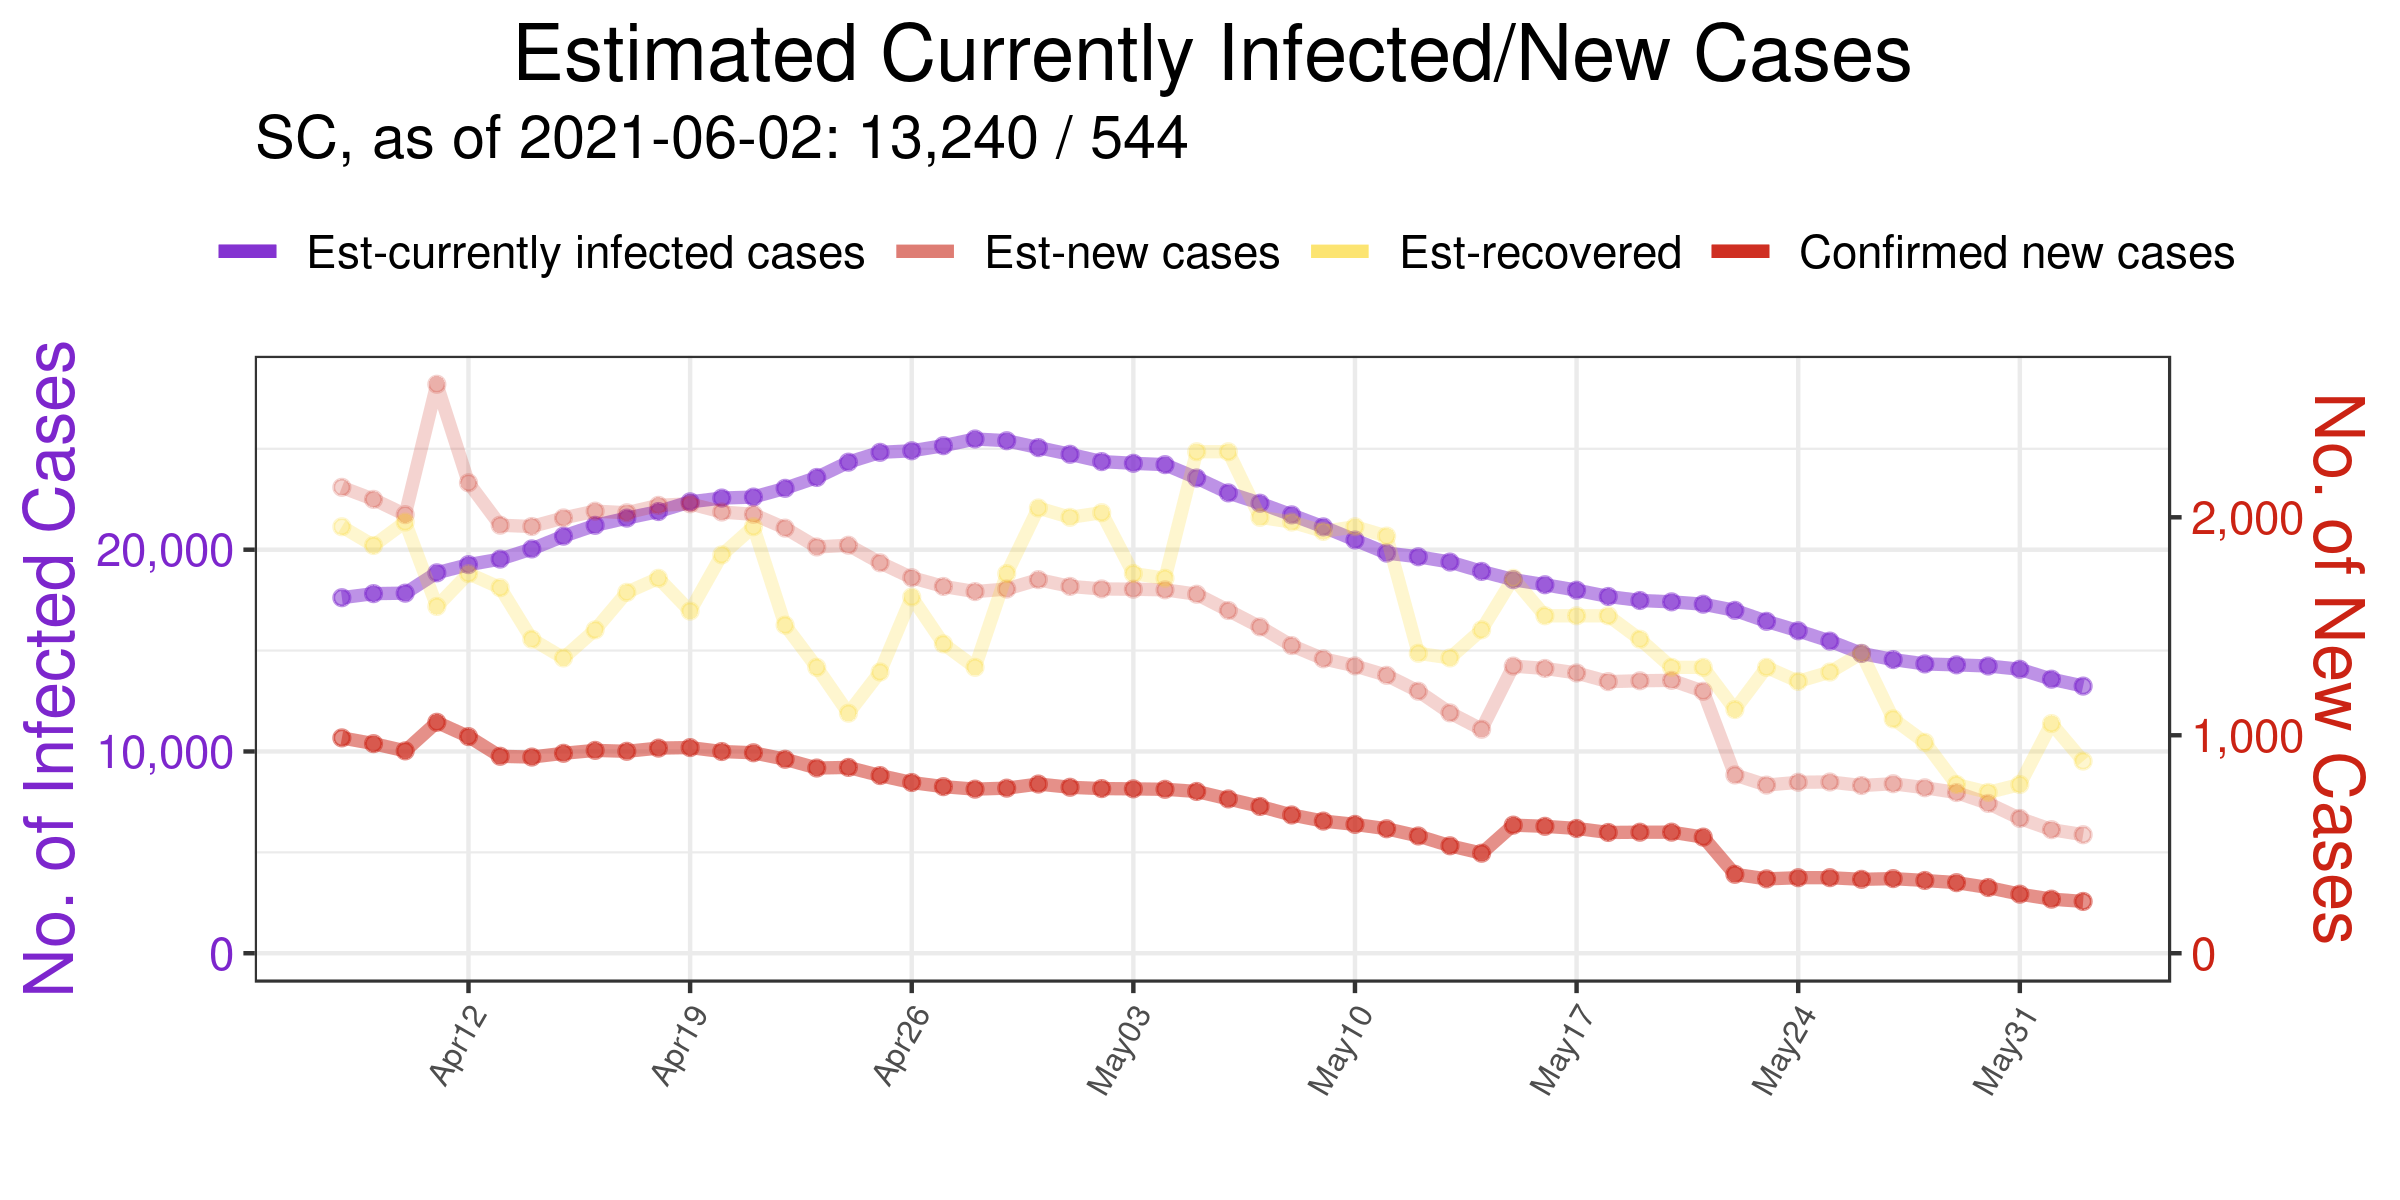 Estimated Currently Infected/New Cases
SC, as of 2021-06-02: 13,240 / 544
Est-currently infected cases Est-new cases Est-recovered Confirmed new cases
No. of Infected Cases
20,000
10,000
0
2,000
1,000
0
No. of New Cases
Apr12 Apr19 Apr26 May03 May10 May17 May24 May31